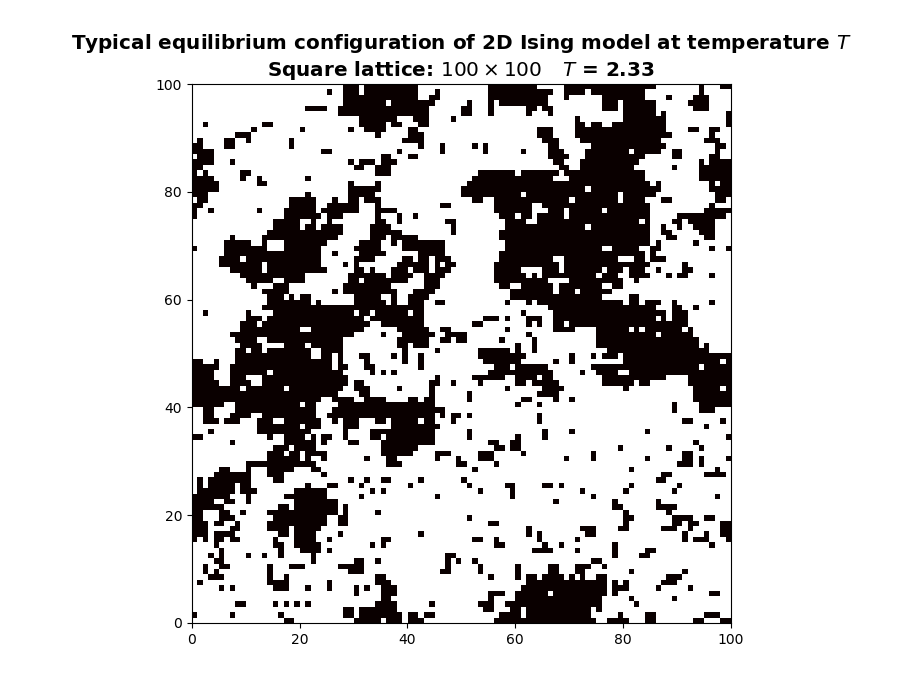 Typical equilibrium configuration of 2D Ising model at temperature T
Square lattice: 100 × 100 T = 2.33
100
80
60
40
20
0
0 20 40 60 80 100